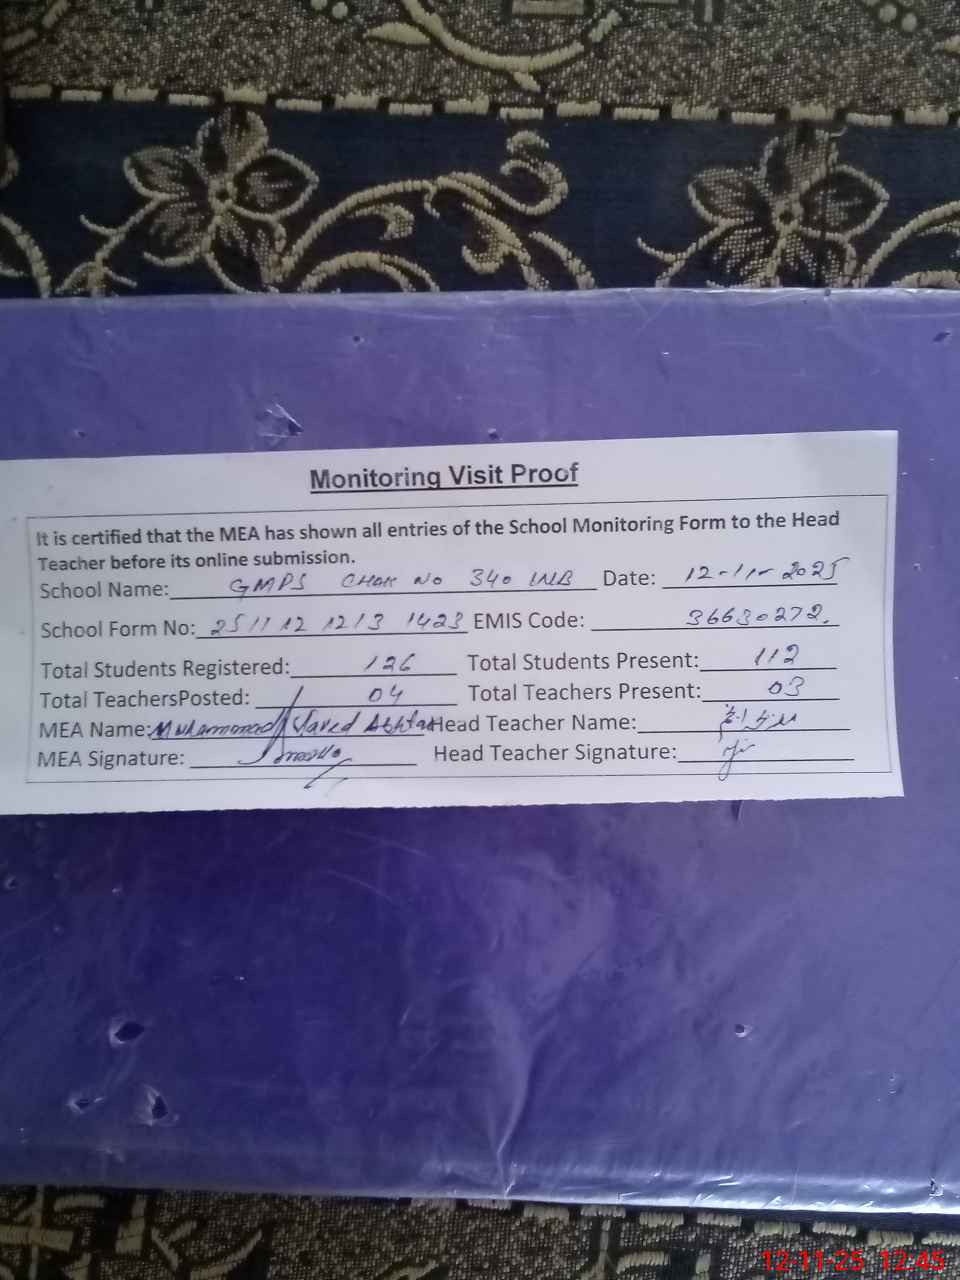 Monitoring Visit Proof
It is certified that the MEA has shown all entries of the School Monitoring Form to the Head
Teacher before its online submission.
School Name: GMPS CHAK NO 340 WB Date: 12-11-2025
School Form No: 251112 1213 1423 EMIS Code: 36630272.
Total Students Registered: 126 Total Students Present: 112
Total TeachersPosted: 04 Total Teachers Present: 03
MEA Name: Muhammad Javed Akhtar Head Teacher Name:
MEA Signature: Head Teacher Signature:
12-11-25 12:45